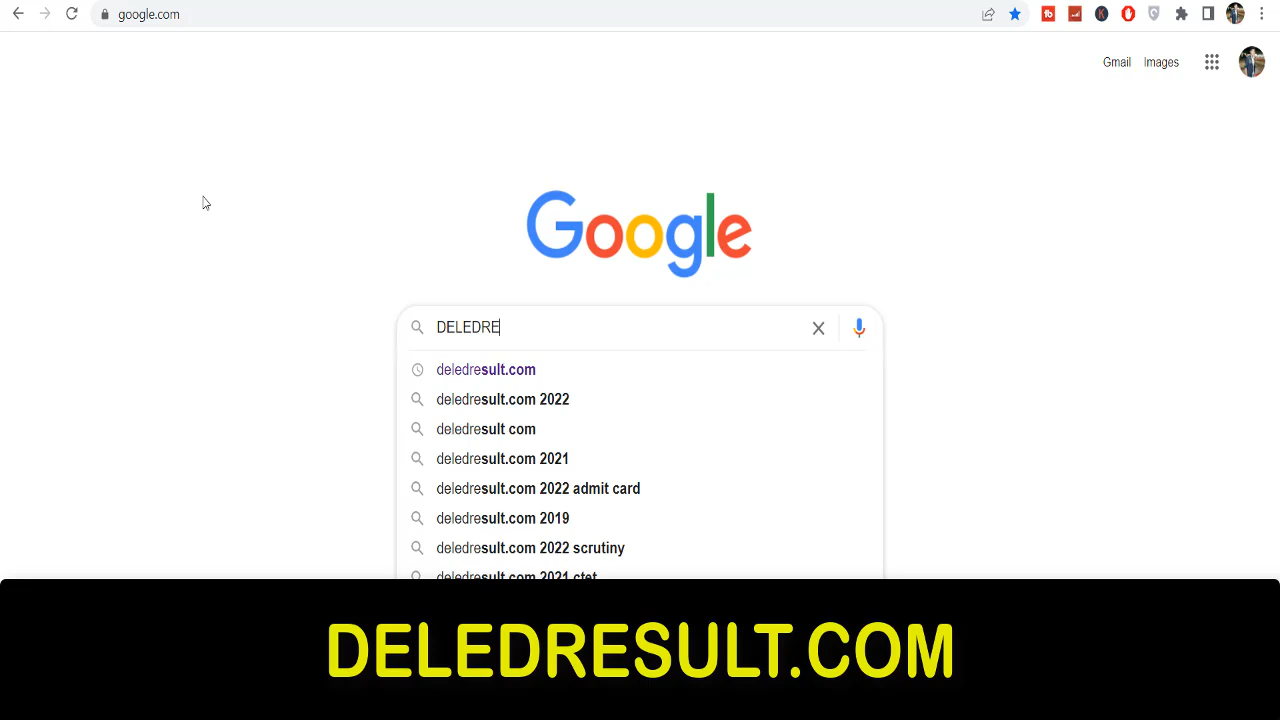 google.com
Gmail Images
Google
DELEDRE
deledresult.com
deledresult.com 2022
deledresult com
deledresult.com 2021
deledresult.com 2022 admit card
deledresult.com 2019
deledresult.com 2022 scrutiny
deledresult.com 2021 ctet
DELEDRESULT.COM